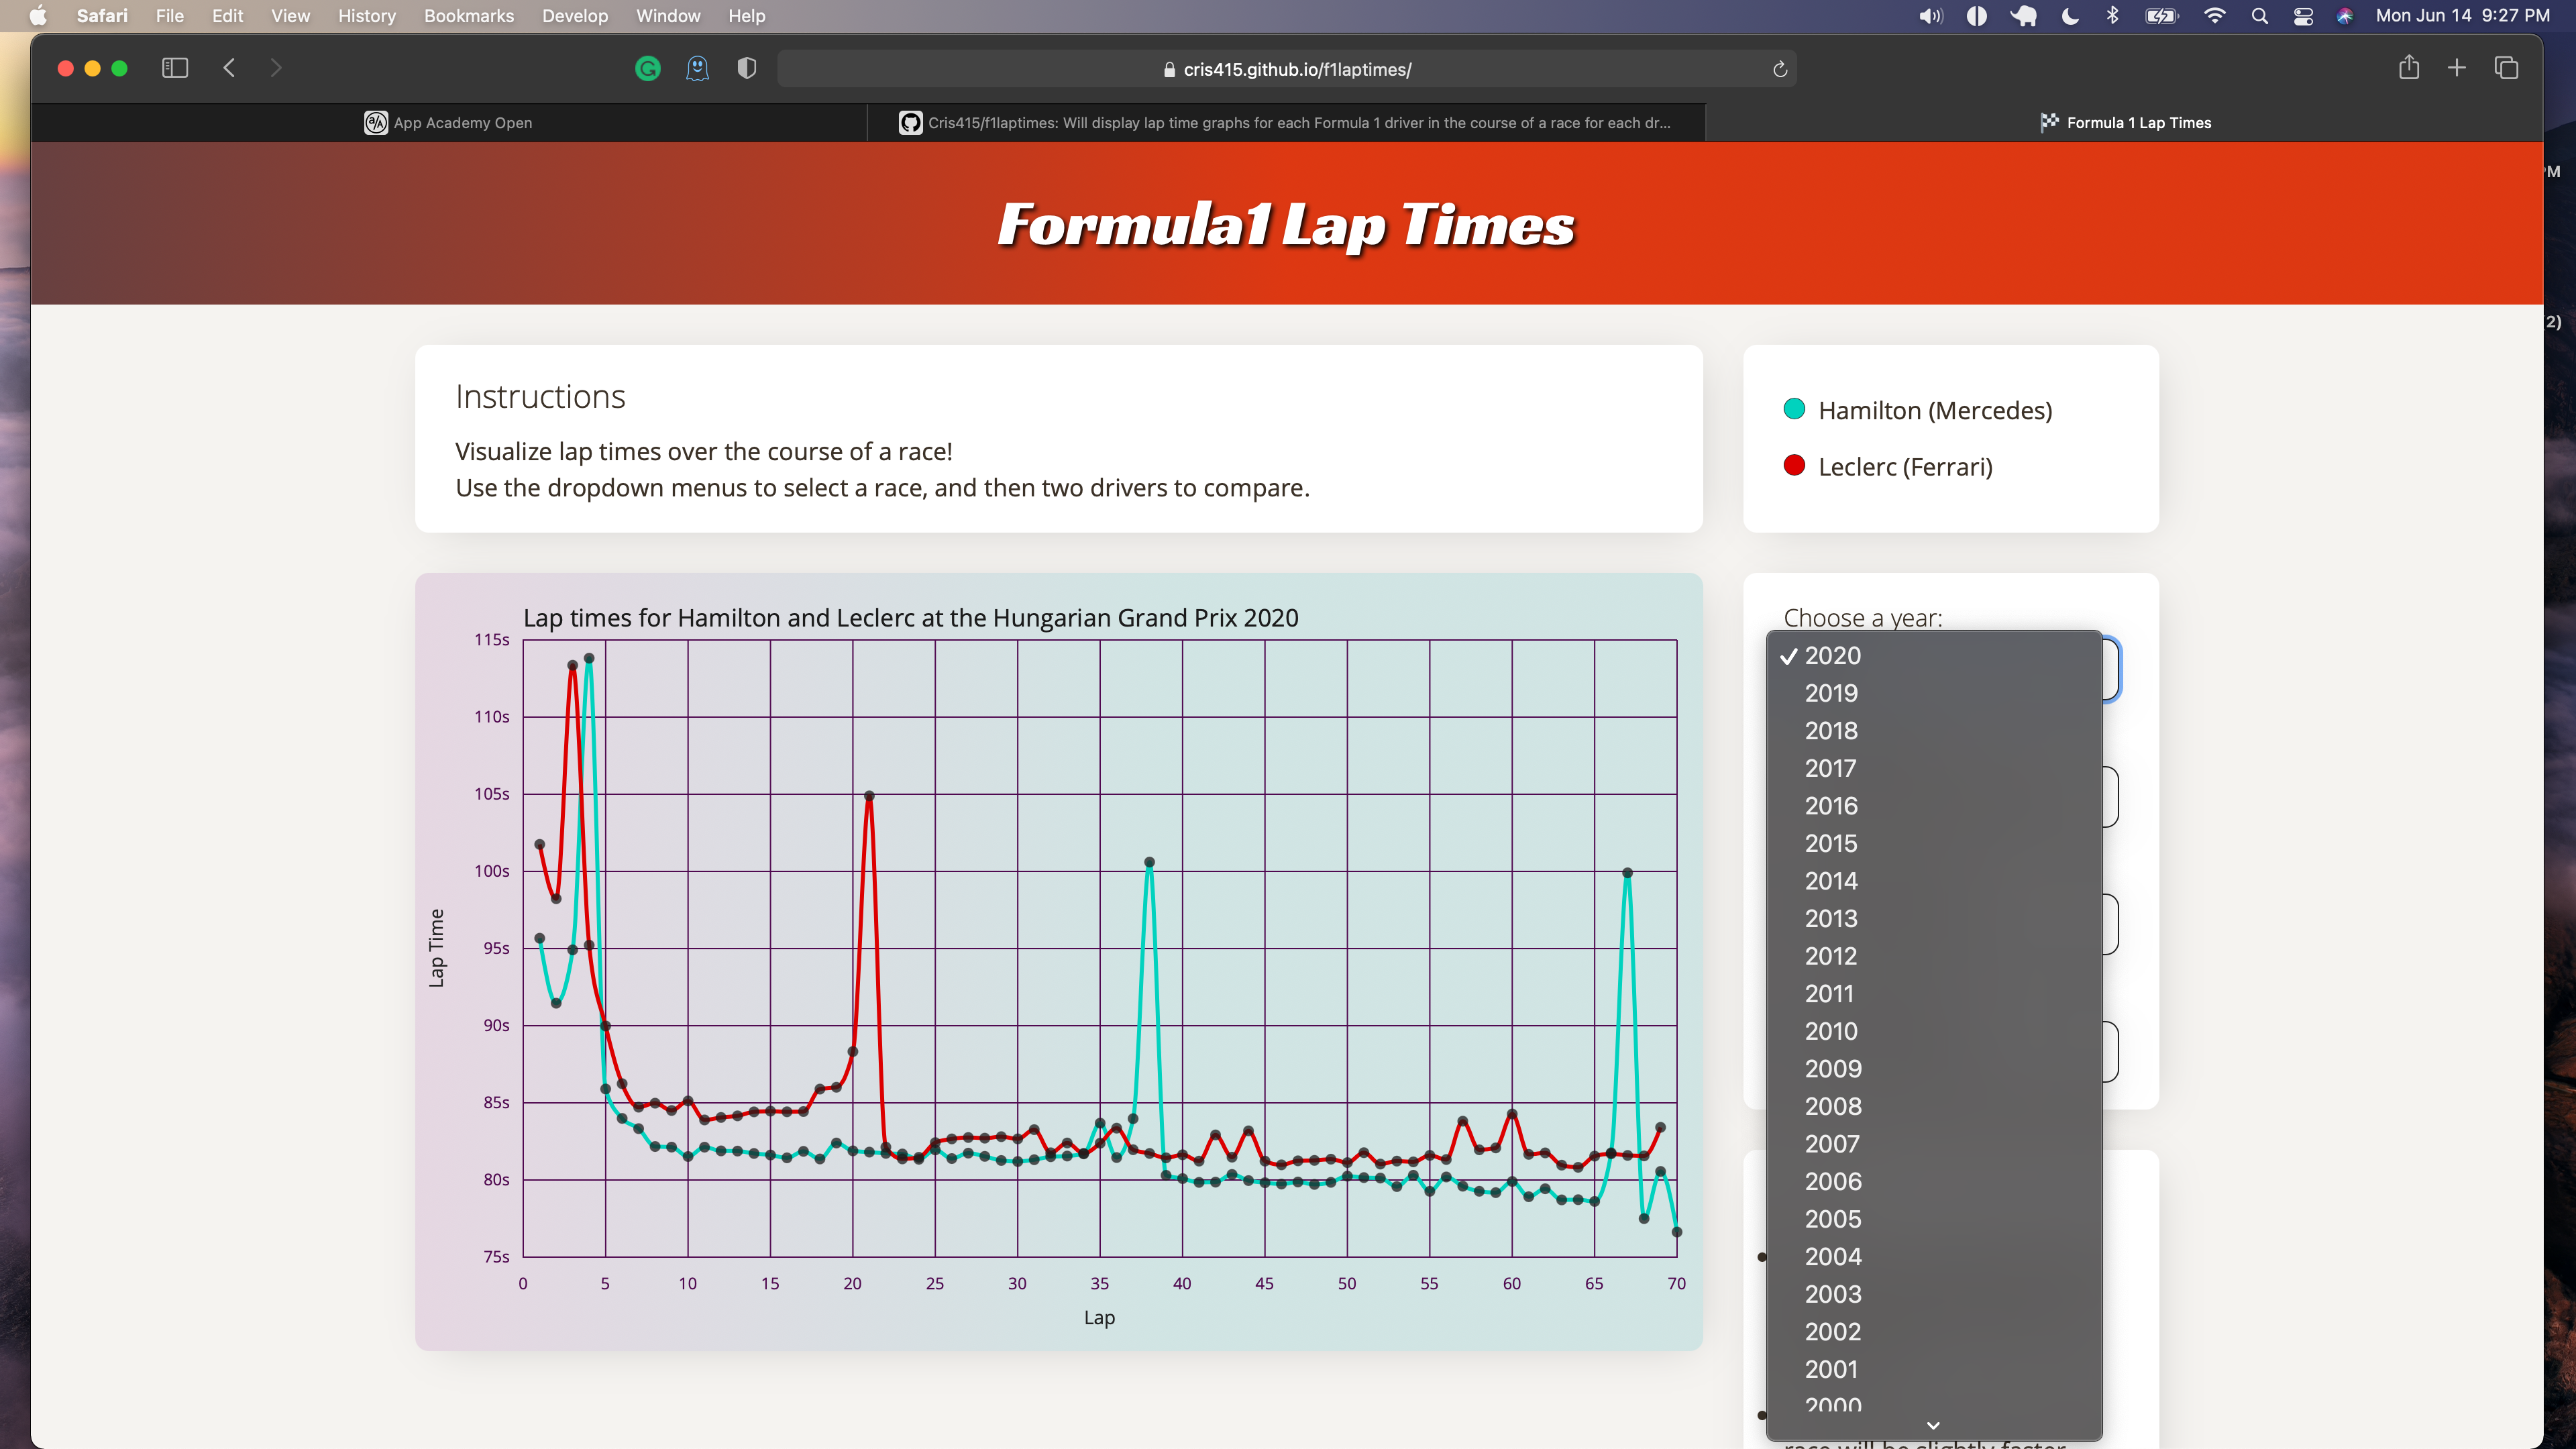 Safari File Edit View History Bookmarks Develop Window Help Mon Jun 14 9:27 PM
cris415.github.io/f1laptimes/
App Academy Open
Cris415/f1laptimes: Will display lap time graphs for each Formula 1 driver in the course of a race for each dr...
Formula 1 Lap Times
PM
Formula1 Lap Times
2)
Instructions
Visualize lap times over the course of a race!
Use the dropdown menus to select a race, and then two drivers to compare.
Hamilton (Mercedes)
Leclerc (Ferrari)
Lap times for Hamilton and Leclerc at the Hungarian Grand Prix 2020
115s
110s
105s
100s
95s
90s
85s
80s
75s
Lap Time
0 5 10 15 20 25 30 35 40 45 50 55 60 65 70
Lap
Choose a year:
✓ 2020
2019
2018
2017
2016
2015
2014
2013
2012
2011
2010
2009
2008
2007
2006
2005
2004
2003
2002
2001
2000
race will be slightly faster